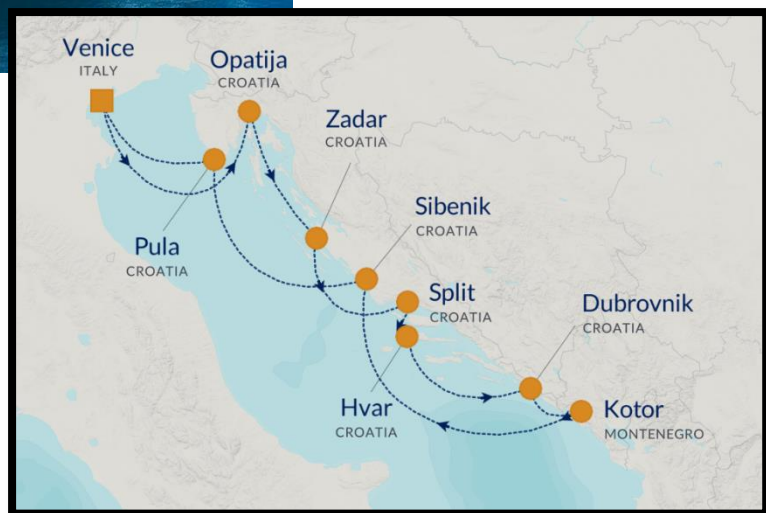 Venice
ITALY
Opatija
CROATIA
Zadar
CROATIA
Sibenik
CROATIA
Pula
CROATIA
Split
CROATIA
Dubrovnik
CROATIA
Hvar
CROATIA
Kotor
MONTENEGRO